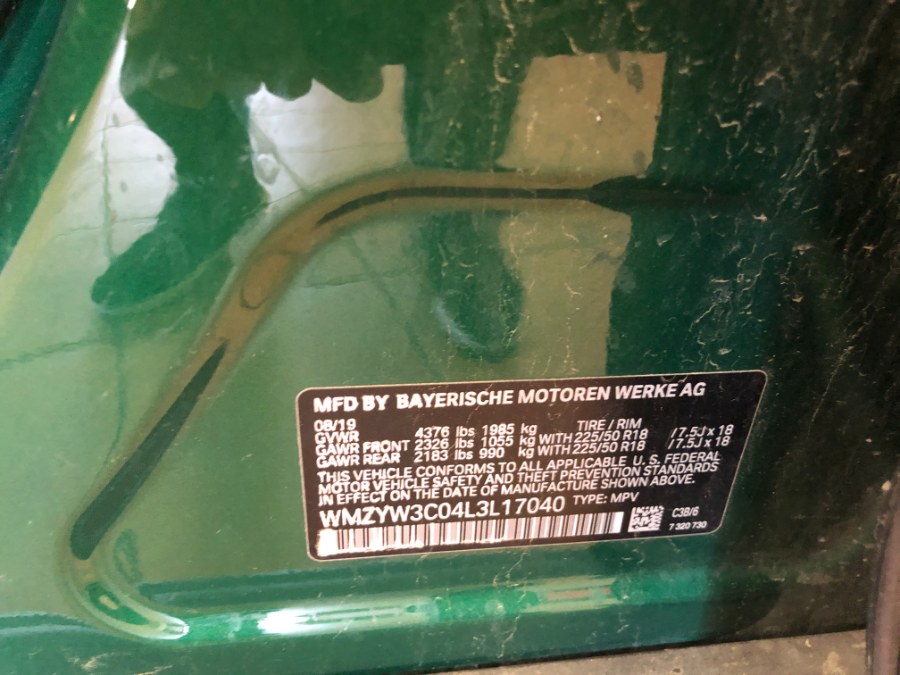 MFD BY BAYERISCHE MOTOREN WERKE AG
08/19 TIRE / RIM
GVWR 4376 lbs 1985 kg
GAWR FRONT 2326 lbs 1055 kg WITH 225/50 R18 / 7.5J x 18
GAWR REAR 2183 lbs 990 kg WITH 225/50 R18 / 7.5J x 18
THIS VEHICLE CONFORMS TO ALL APPLICABLE U.S. FEDERAL
MOTOR VEHICLE SAFETY AND THEFT PREVENTION STANDARDS
IN EFFECT ON THE DATE OF MANUFACTURE SHOWN ABOVE.
WMZYW3C04L3L17040 TYPE: MPV
C3B/6
7 320 730